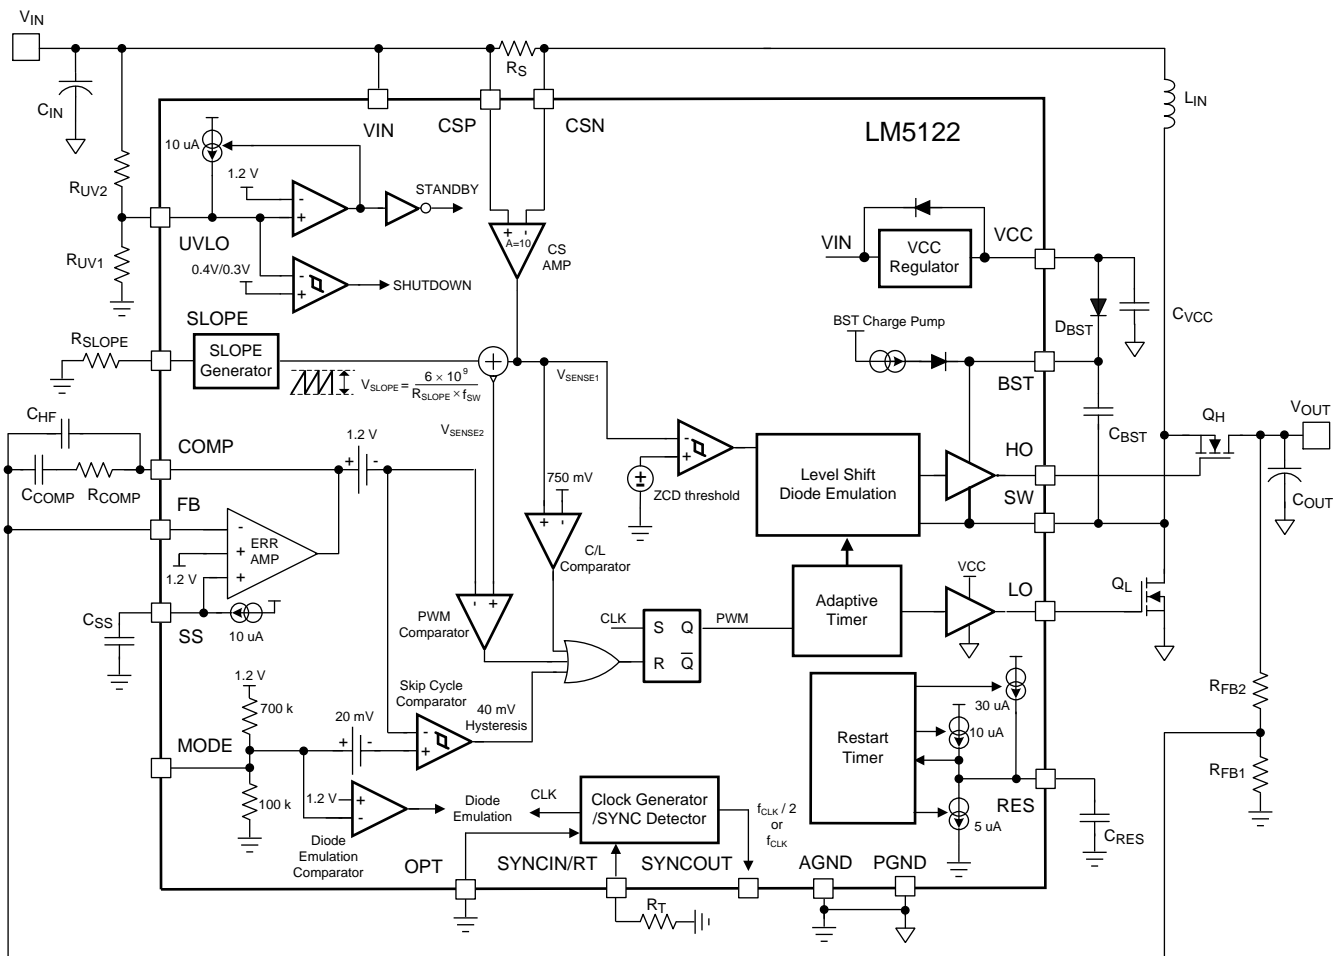 VIN
RS
CIN
LIN
VIN
CSP
CSN
LM5122
10 uA
1.2 V
STANDBY
RUV2
- +
A=10
CS
AMP
-
+
UVLO
VIN
VCC
Regulator
VCC
RUV1
0.4V/0.3V
-
+
SHUTDOWN
DBST
CVCC
SLOPE
RSLOPE
SLOPE
Generator
+
BST Charge Pump
VSLOPE = 6 × 10^9 / (RSLOPE × fSW)
VSENSE1
BST
CHF
COMP
1.2 V
+ -
VSENSE2
CBST
QH
VOUT
HO
CCOMP
RCOMP
750 mV
-
+
ZCD threshold
±
Level Shift
Diode Emulation
SW
COUT
FB
ERR
AMP
-
+
+
1.2 V
+ -
C/L
Comparator
CSS
SS
10 uA
- +
PWM
Comparator
CLK
S Q
R Q̅
PWM
Adaptive
Timer
VCC
LO
QL
1.2 V
700 k
Skip Cycle
Comparator
40 mV
Hysteresis
20 mV
+ -
-
+
MODE
30 uA
10 uA
Restart
Timer
RFB2
100 k
1.2 V
+
-
Diode
Emulation
Comparator
Diode
Emulation
CLK
Clock Generator
/SYNC Detector
fCLK / 2
or
fCLK
5 uA
RES
CRES
RFB1
OPT
SYNCIN/RT
SYNCOUT
AGND
PGND
RT